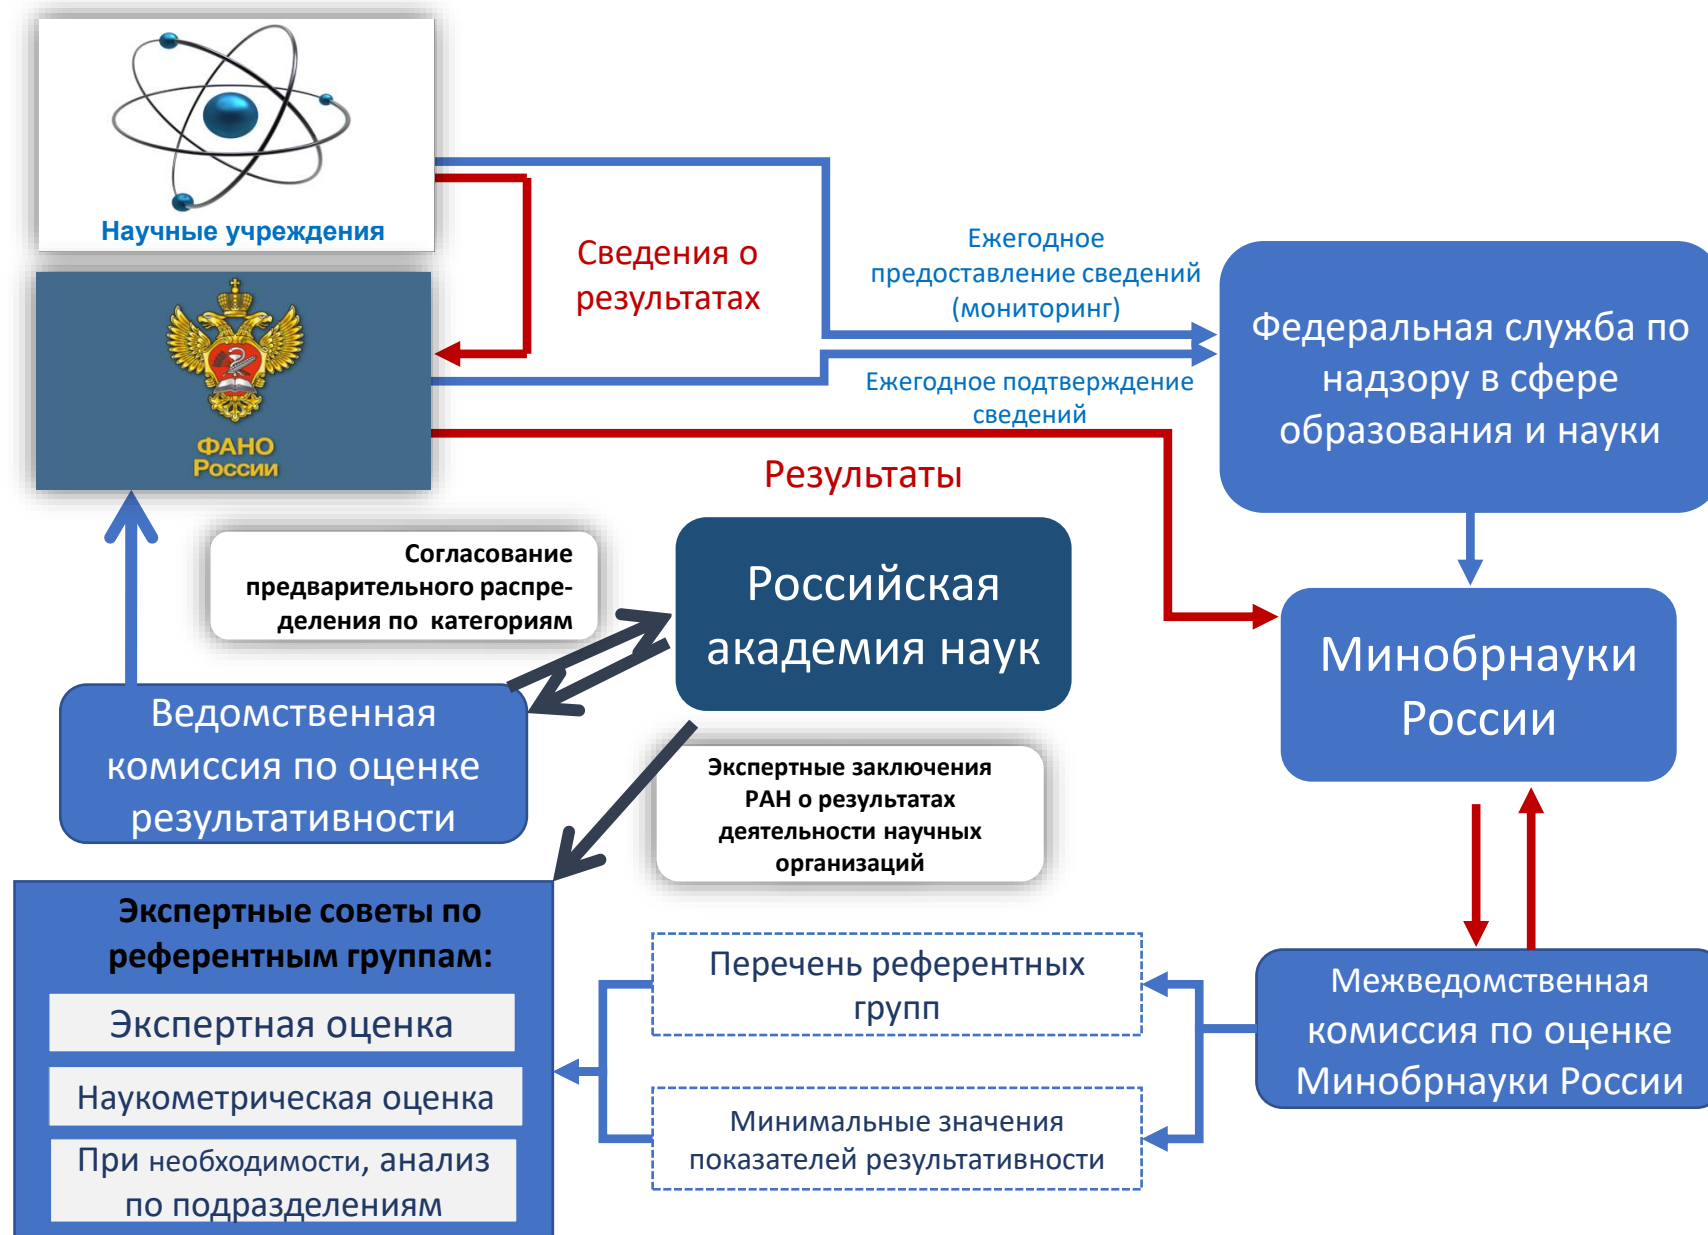 Научные учреждения
Сведения о
результатах
Ежегодное
предоставление сведений
(мониторинг)
Федеральная служба по
надзору в сфере
образования и науки
ФАНО
России
Ежегодное подтверждение
сведений
Результаты
Согласование
предварительного распре-
деления по категориям
Российская
академия наук
Минобрнауки
России
Ведомственная
комиссия по оценке
результативности
Экспертные заключения
РАН о результатах
деятельности научных
организаций
Экспертные советы по
референтным группам:
Экспертная оценка
Наукометрическая оценка
При необходимости, анализ
по подразделениям
Перечень референтных
групп
Минимальные значения
показателей результативности
Межведомственная
комиссия по оценке
Минобрнауки России